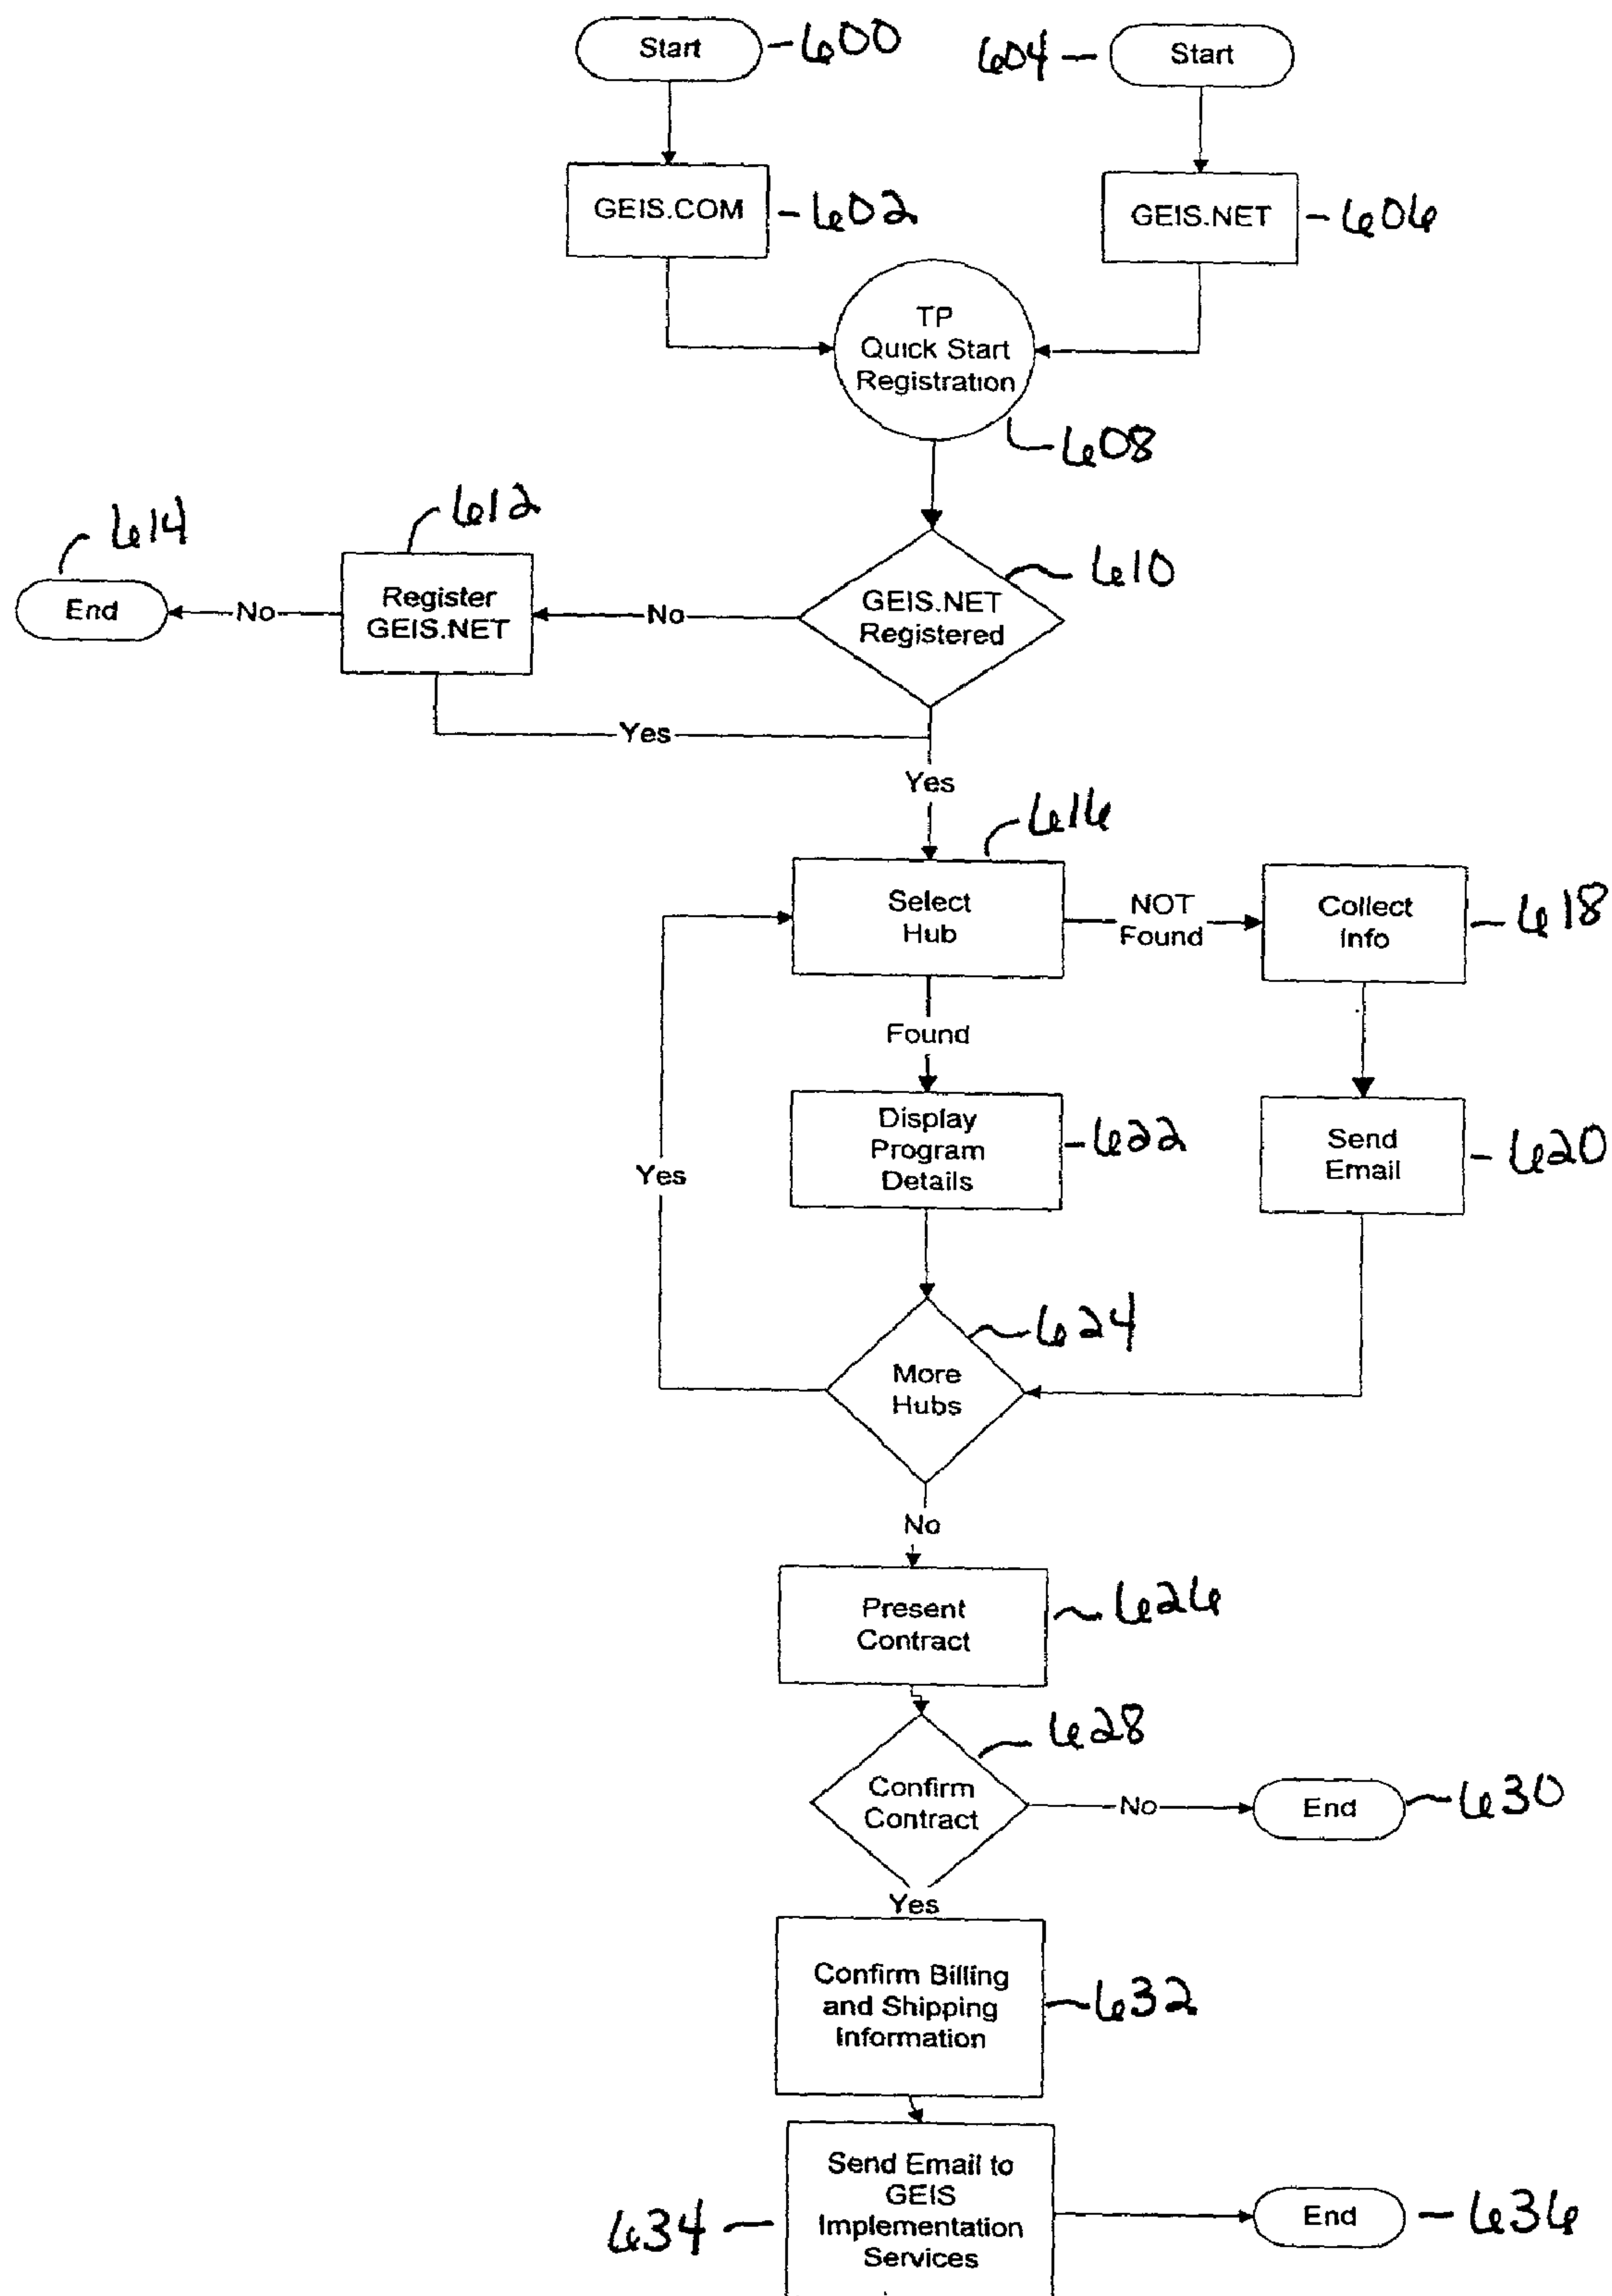 Start
600
604
Start
GEIS.COM
602
GEIS.NET
606
TP
Quick Start
Registration
608
614
612
610
End
No
Register
GEIS.NET
No
GEIS.NET
Registered
Yes
Yes
616
Select
Hub
NOT
Found
Collect
Info
618
Found
Yes
Display
Program
Details
622
Send
Email
620
624
More
Hubs
No
Present
Contract
626
628
Confirm
Contract
No
End
630
Yes
Confirm Billing
and Shipping
Information
632
634
Send Email to
GEIS
Implementation
Services
End
636